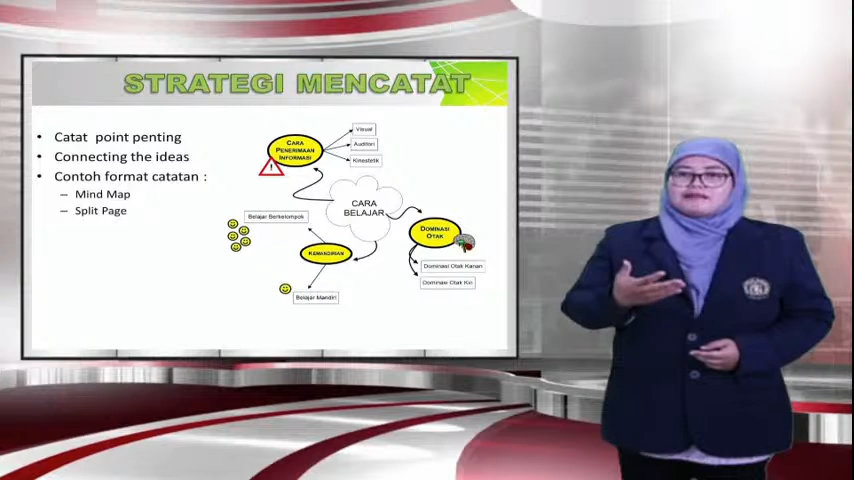 STRATEGI MENCATAT
• Catat point penting
• Connecting the ideas
• Contoh format catatan :
– Mind Map
– Split Page
CARA
PENERIMAAN
INFORMASI
Visual
Auditori
Kinestetik
CARA
BELAJAR
DOMINASI
OTAK
Dominasi Otak Kanan
Dominasi Otak Kiri
KEMANDIRIAN
Belajar Berkelompok
Belajar Mandiri